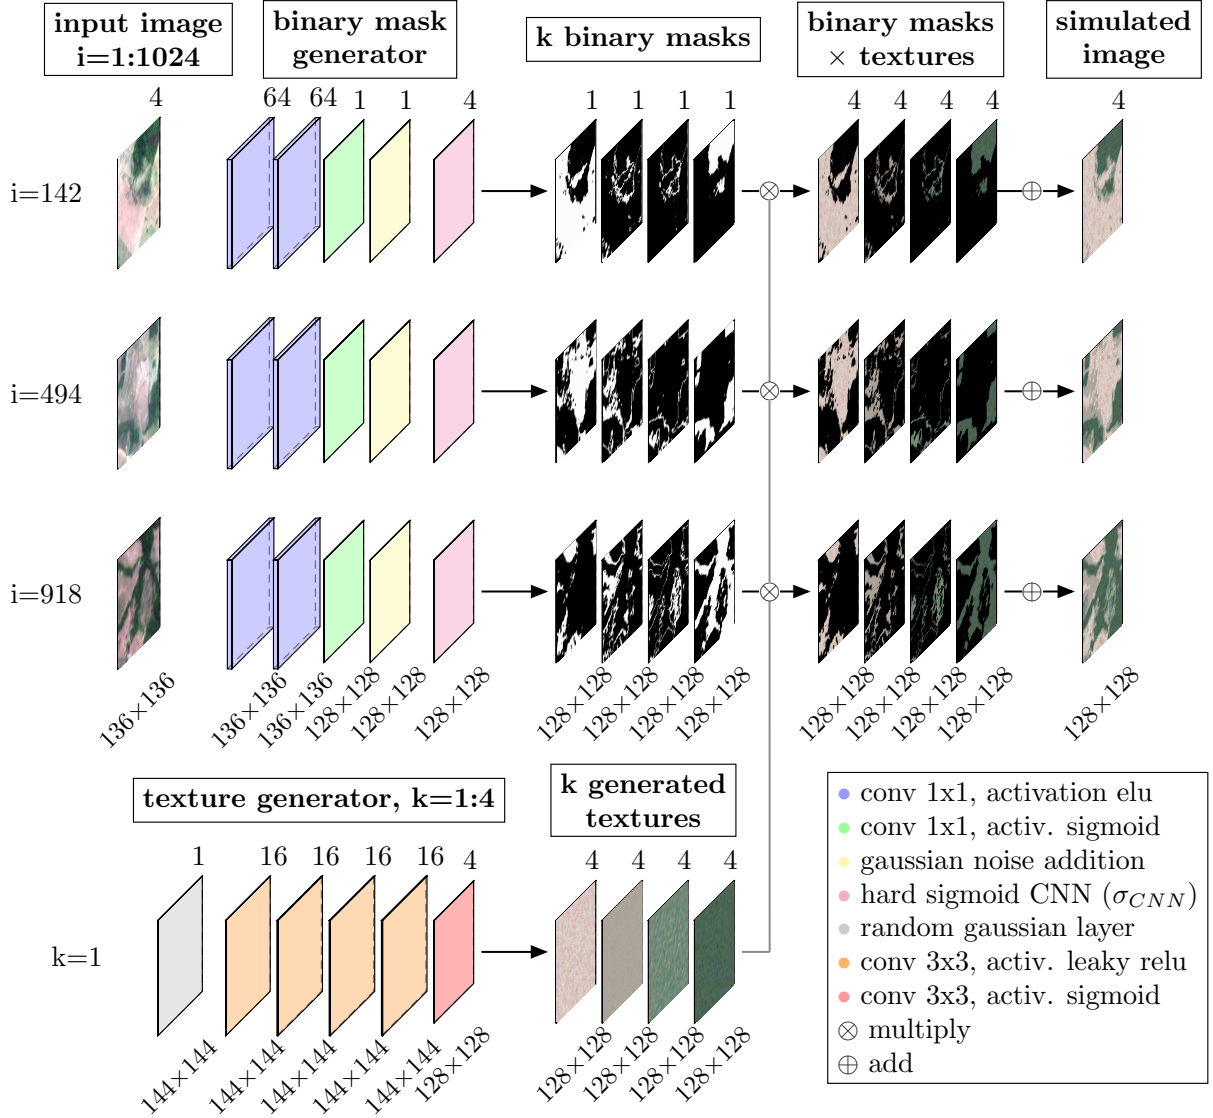 input image
i=1:1024
binary mask
generator
k binary masks
binary masks
× textures
simulated
image
4 64 64 1 1 4 1 1 1 1 4 4 4 4 4
i=142
i=494
i=918
136×136 136×136 136×136 128×128 128×128 128×128 128×128 128×128 128×128 128×128 128×128 128×128 128×128 128×128 128×128
texture generator, k=1:4
k generated
textures
1 16 16 16 16 4 4 4 4 4
k=1
144×144 144×144 144×144 144×144 144×144 128×128 128×128 128×128 128×128 128×128
conv 1x1, activation elu
conv 1x1, activ. sigmoid
gaussian noise addition
hard sigmoid CNN (σ_CNN)
random gaussian layer
conv 3x3, activ. leaky relu
conv 3x3, activ. sigmoid
⊗ multiply
⊕ add